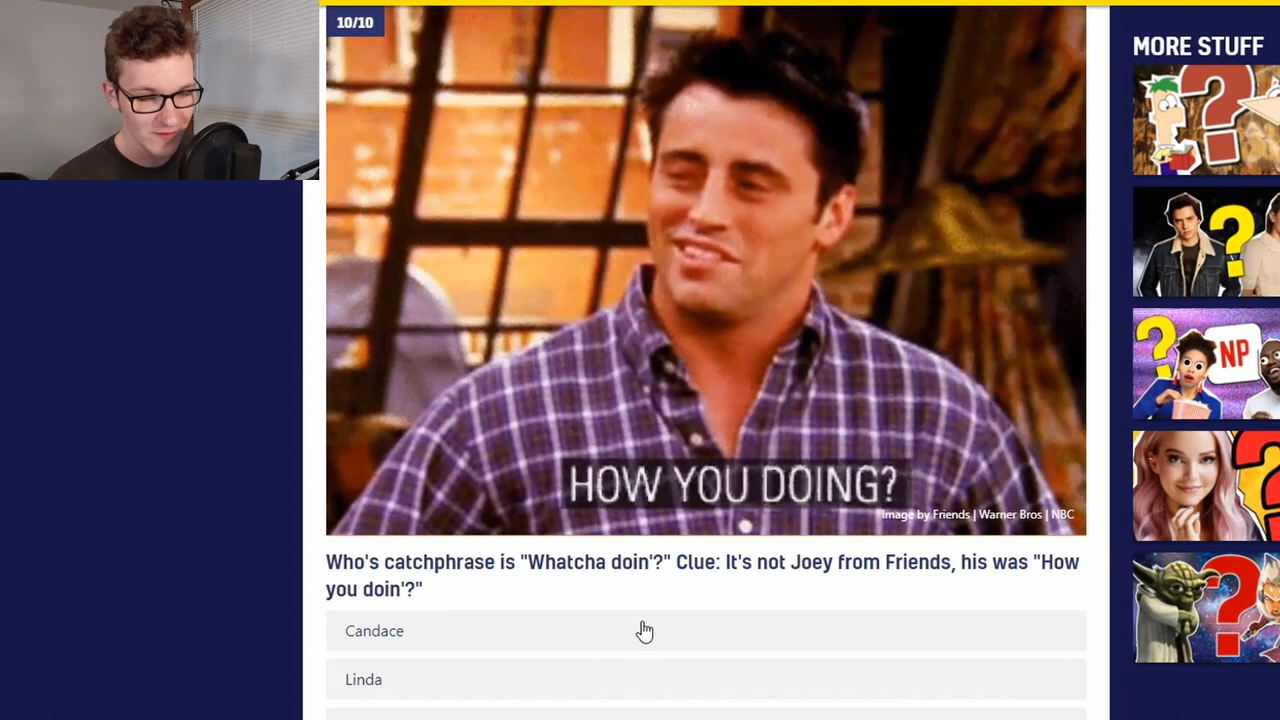 10/10
MORE STUFF
?
?
?
NP
?
?
HOW YOU DOING?
Image by Friends | Warner Bros | NBC
Who's catchphrase is "Whatcha doin'?" Clue: It's not Joey from Friends, his was "How
you doin'?"
Candace
Linda